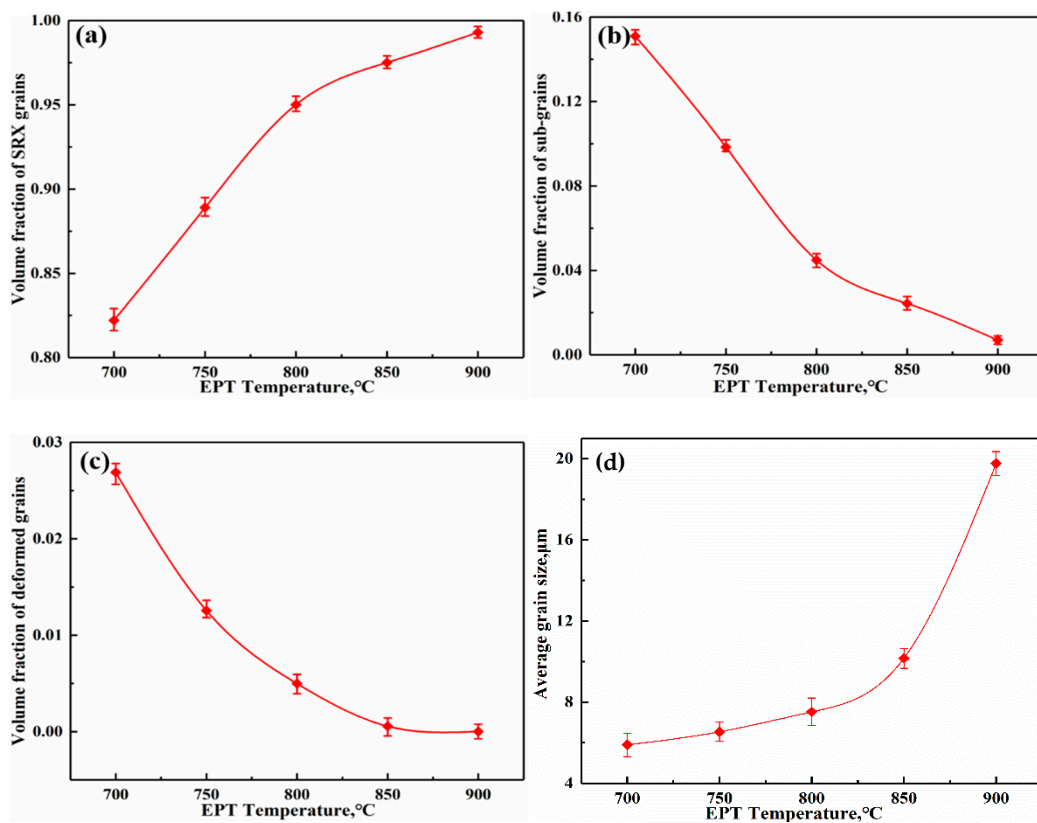 (a)
Volume fraction of SRX grains
1.00
0.95
0.90
0.85
0.80
700 750 800 850 900
EPT Temperature,°C
(b)
Volume fraction of sub-grains
0.16
0.12
0.08
0.04
0.00
700 750 800 850 900
EPT Temperature,°C
(c)
Volume fraction of deformed grains
0.03
0.02
0.01
0.00
700 750 800 850 900
EPT Temperature,°C
(d)
Average grain size,μm
20
16
12
8
4
700 750 800 850 900
EPT Temperature,°C